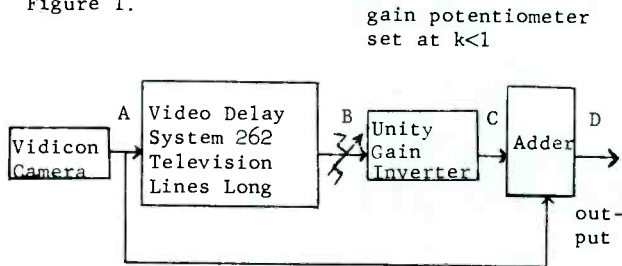 Figure 1.
gain potentiometer
set at k<1
A
Video Delay
System 262
Television
Lines Long
Vidicon
Camera
B
Unity
Gain
Inverter
C
Adder
D
out-
put